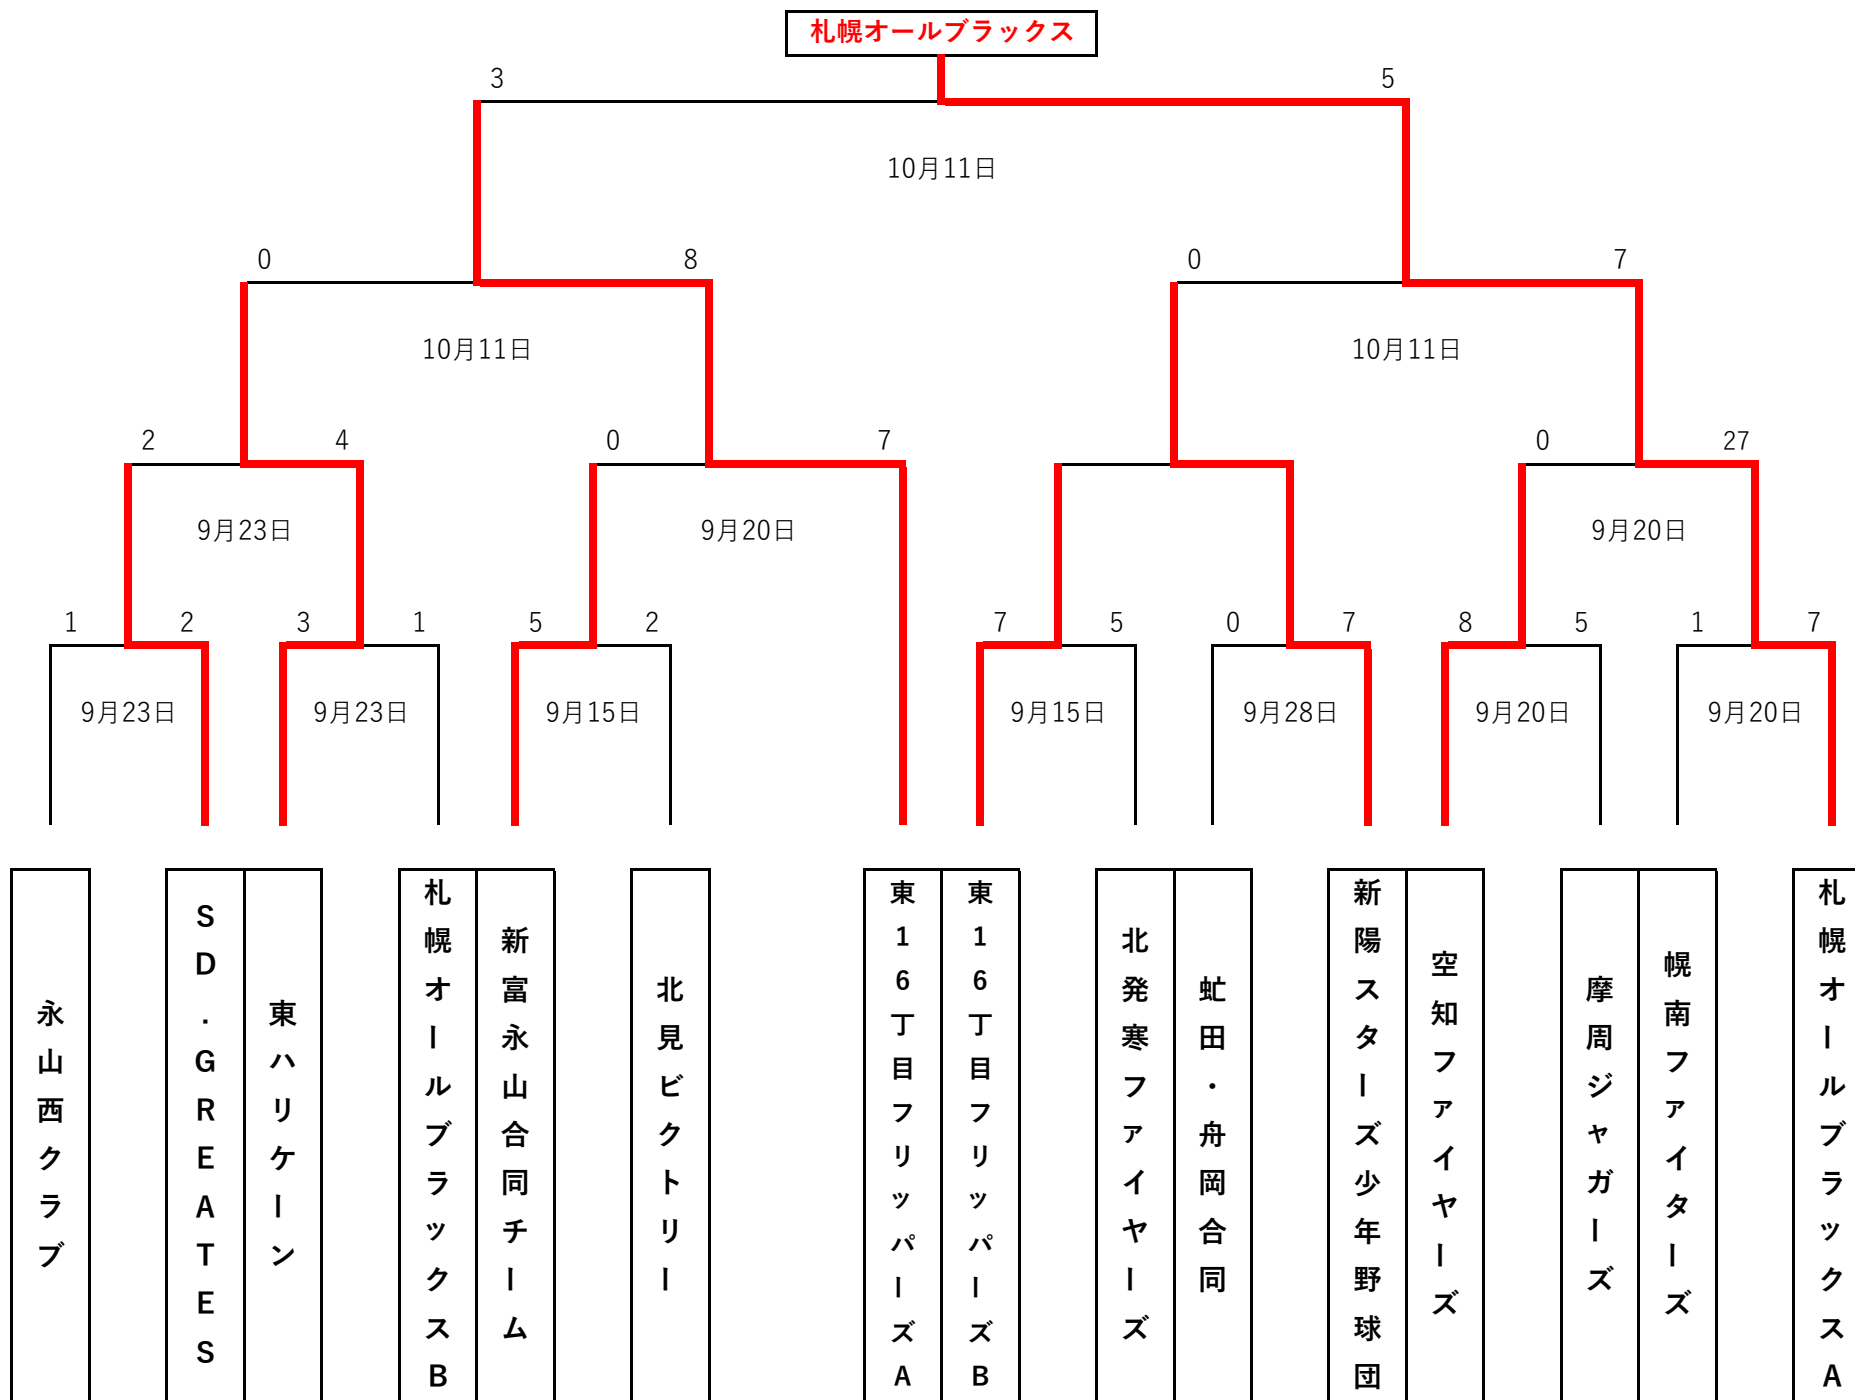 札幌オールブラックス
3 5
10月11日
0 8 0 7
10月11日 10月11日
2 4 0 7 0 27
9月23日 9月20日 9月20日
1 2 3 1 5 2 7 5 0 7 8 5 1 7
9月23日 9月23日 9月15日 9月15日 9月28日 9月20日 9月20日
永山西クラブ
SD.GREATES
東ハリケーン
札幌オールブラックスB
新富永山合同チーム
北見ビクトリー
東16丁目フリッパーズA
東16丁目フリッパーズB
北発寒ファイヤーズ
虻田・舟岡合同
新陽スターズ少年野球団
空知ファイヤーズ
摩周ジャガーズ
幌南ファイターズ
札幌オールブラックスA